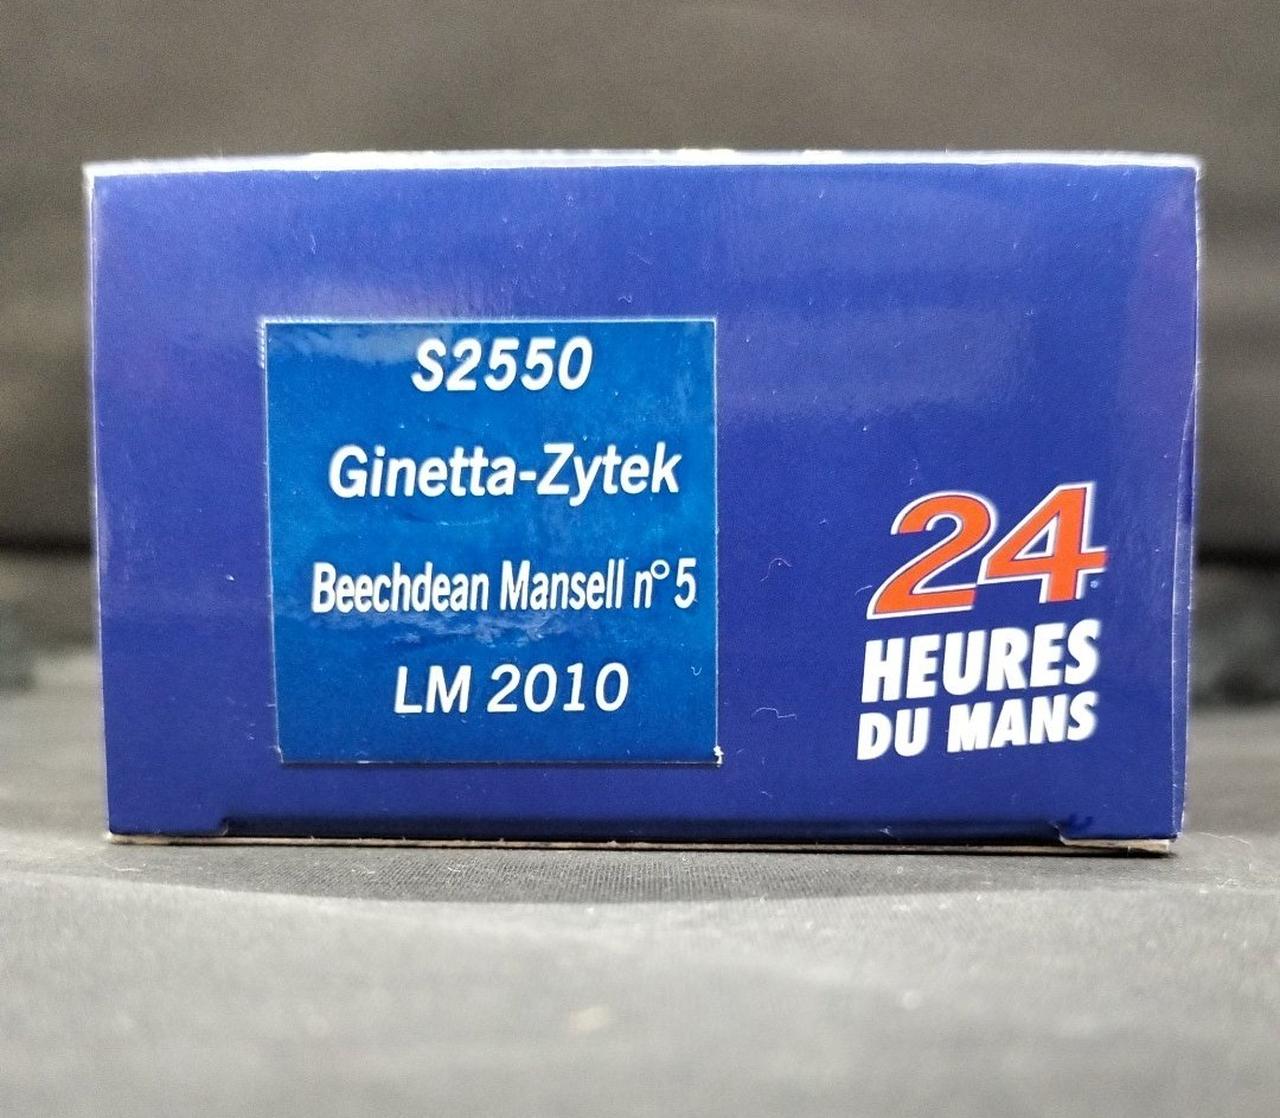 S2550
Ginetta-Zytek
Beechdean Mansell n° 5
LM 2010
24
HEURES
DU MANS